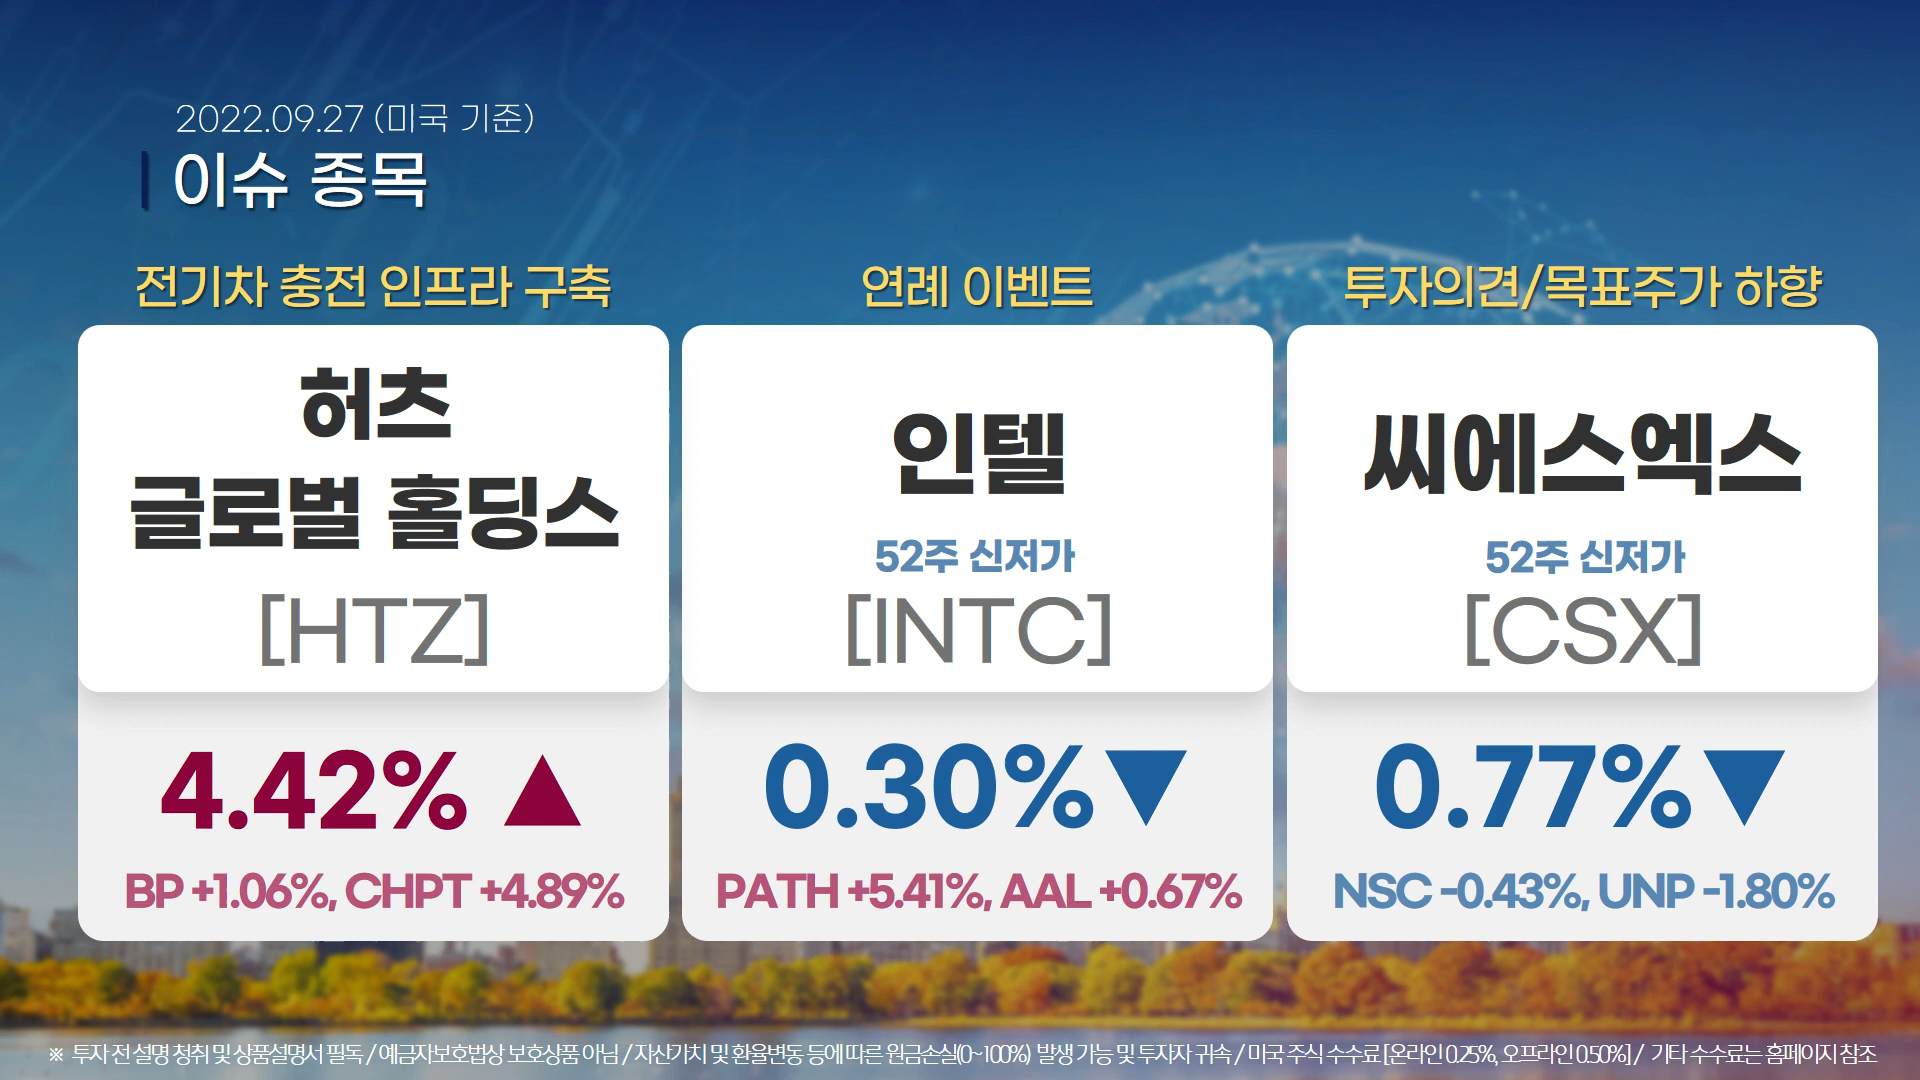 2022.09.27 (미국 기준)
이슈 종목
전기차 충전 인프라 구축
허츠
글로벌 홀딩스
[HTZ]
4.42% ▲
BP +1.06%, CHPT +4.89%
연례 이벤트
인텔
52주 신저가
[INTC]
0.30%▼
PATH +5.41%, AAL +0.67%
투자의견/목표주가 하향
씨에스엑스
52주 신저가
[CSX]
0.77%▼
NSC -0.43%, UNP -1.80%
※ 투자 전 설명 청취 및 상품설명서 필독 / 예금자보호법상 보호상품 아님 / 자산가치 및 환율변동 등에 따른 원금손실(0~100%) 발생 가능 및 투자자 귀속 / 미국 주식 수수료 [온라인 0.25%, 오프라인 0.50%] / 기타 수수료는 홈페이지 참조